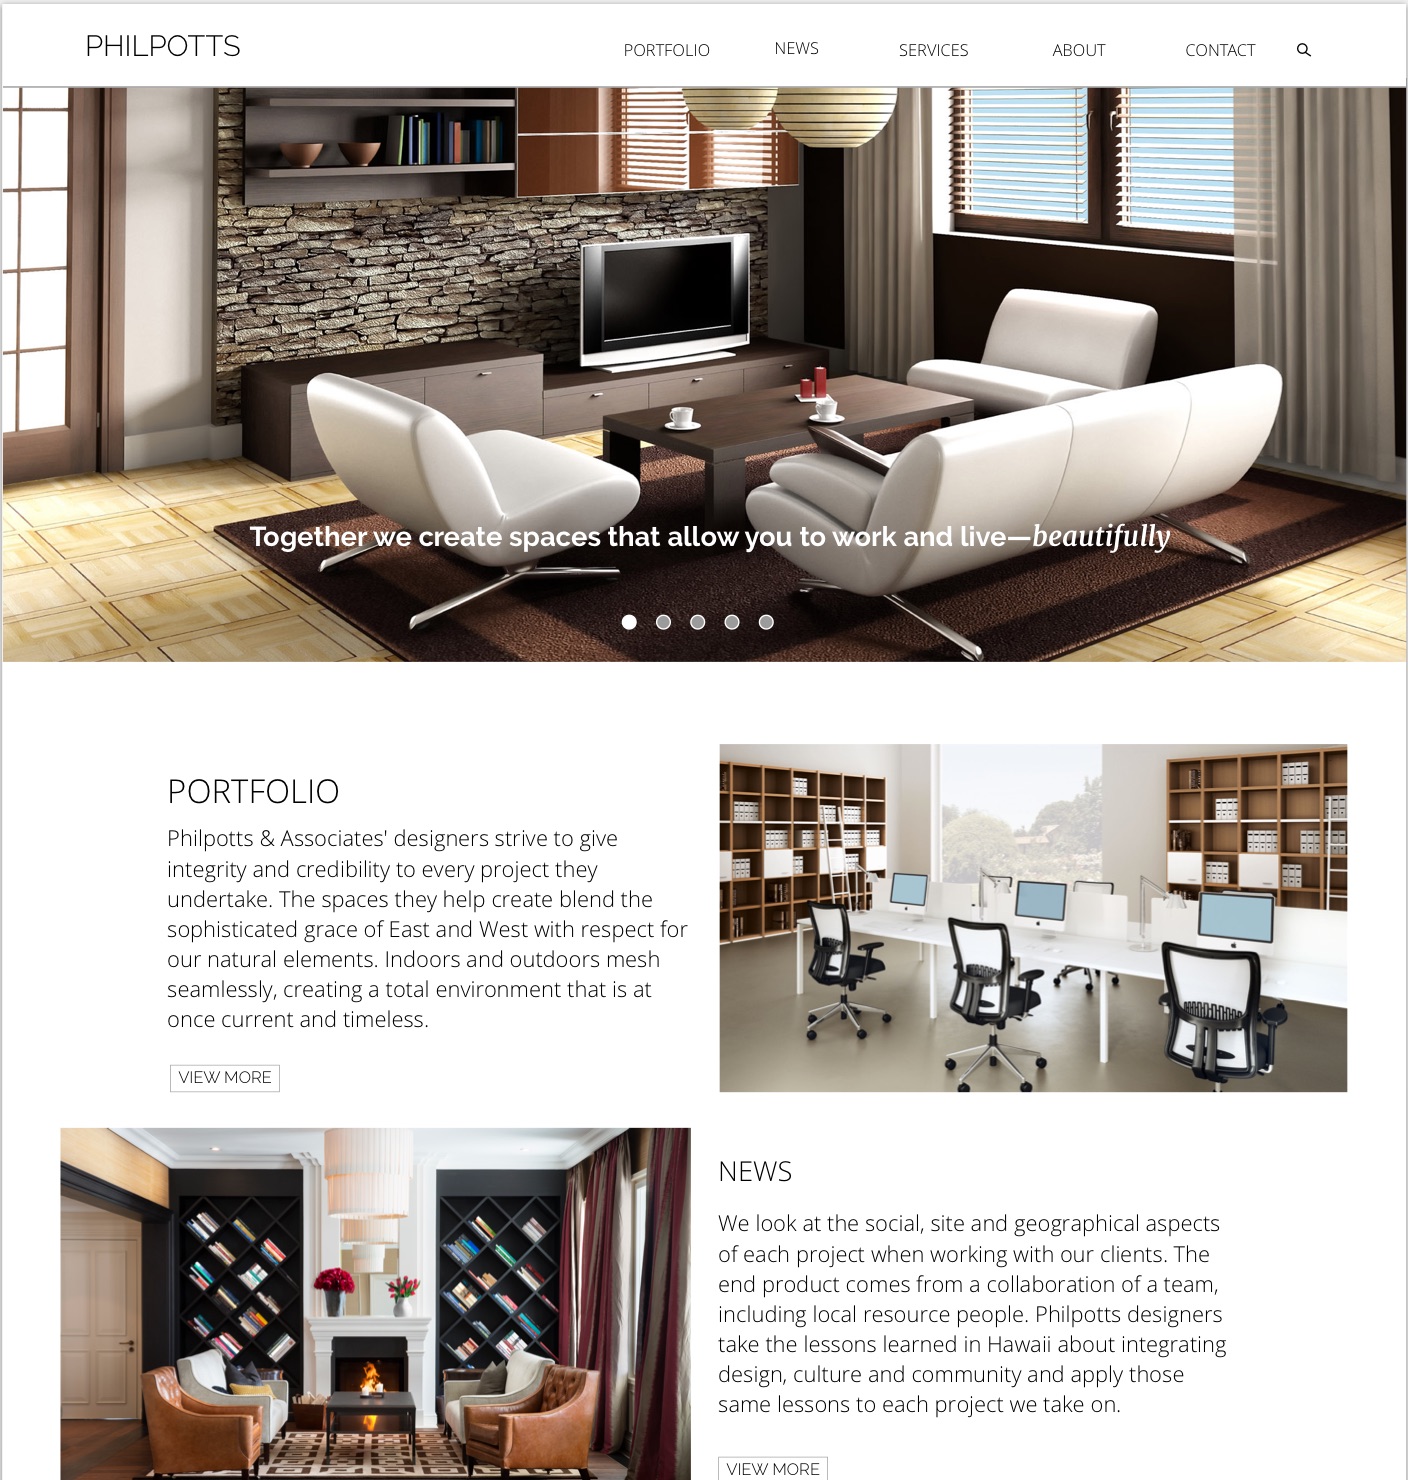 PHILPOTTS
PORTFOLIO NEWS SERVICES ABOUT CONTACT
Together we create spaces that allow you to work and live—beautifully
PORTFOLIO
Philpotts & Associates' designers strive to give
integrity and credibility to every project they
undertake. The spaces they help create blend the
sophisticated grace of East and West with respect for
our natural elements. Indoors and outdoors mesh
seamlessly, creating a total environment that is at
once current and timeless.
VIEW MORE
NEWS
We look at the social, site and geographical aspects
of each project when working with our clients. The
end product comes from a collaboration of a team,
including local resource people. Philpotts designers
take the lessons learned in Hawaii about integrating
design, culture and community and apply those
same lessons to each project we take on.
VIEW MORE